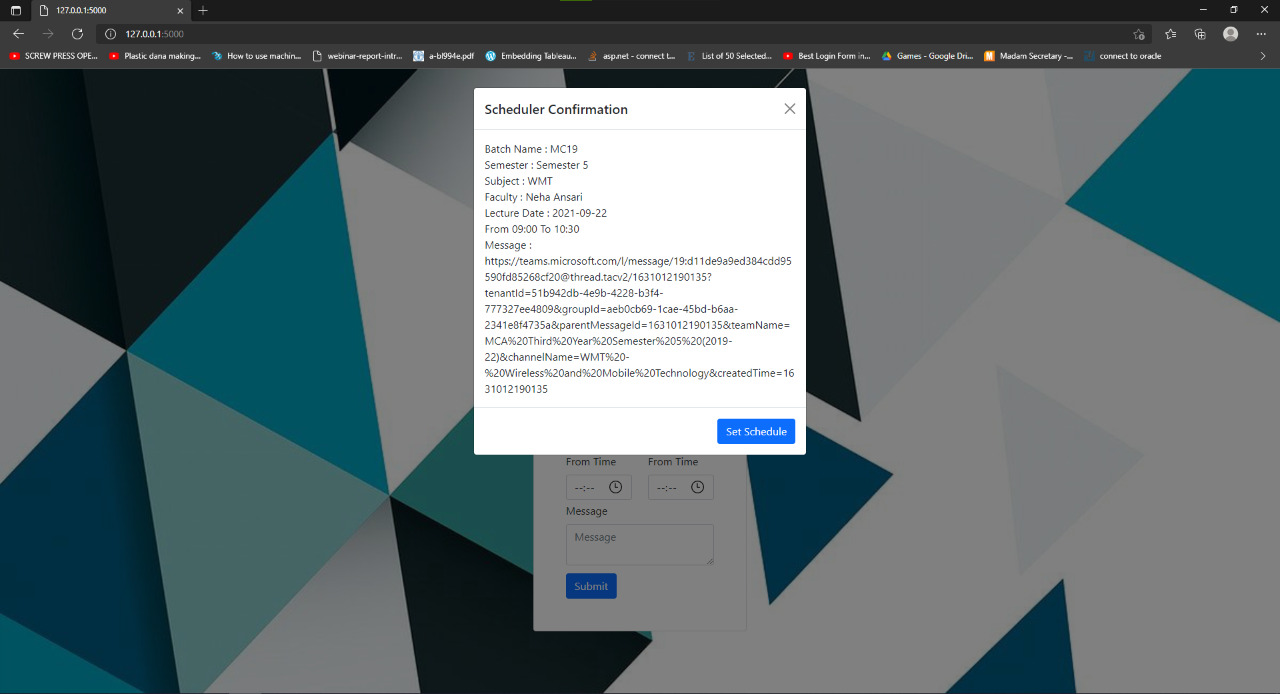 127.0.0.1:5000
127.0.0.1:5000
SCREW PRESS OPE...
Plastic dana making...
How to use machin...
webinar-report-intr...
a-bl994e.pdf
Embedding Tableau...
asp.net - connect t...
List of 50 Selected...
Best Login Form in...
Games - Google Dri...
Madam Secretary -...
connect to oracle
Scheduler Confirmation
Batch Name : MC19
Semester : Semester 5
Subject : WMT
Faculty : Neha Ansari
Lecture Date : 2021-09-22
From 09:00 To 10:30
Message :
https://teams.microsoft.com/l/message/19:d11de9a9ed384cdd95
590fd85268cf20@thread.tacv2/1631012190135?
tenantId=51b942db-4e9b-4228-b3f4-
777327ee4809&groupId=aeb0cb69-1cae-45bd-b6aa-
2341e8f4735a&parentMessageId=1631012190135&teamName=
MCA%20Third%20Year%20Semester%205%20(2019-
22)&channelName=WMT%20-
%20Wireless%20and%20Mobile%20Technology&createdTime=16
31012190135
Set Schedule
From Time From Time
--:-- --:--
Message
Message
Submit